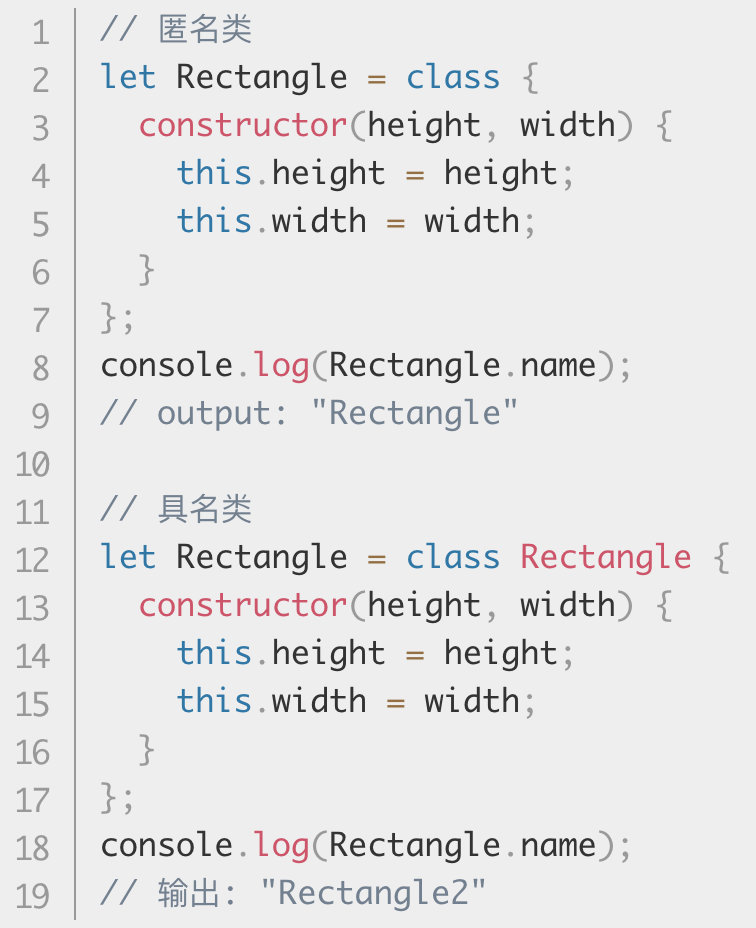 1 // 匿名类
2 let Rectangle = class {
3   constructor(height, width) {
4     this.height = height;
5     this.width = width;
6   }
7 };
8 console.log(Rectangle.name);
9 // output: "Rectangle"
10
11 // 具名类
12 let Rectangle = class Rectangle {
13   constructor(height, width) {
14     this.height = height;
15     this.width = width;
16   }
17 };
18 console.log(Rectangle.name);
19 // 输出: "Rectangle2"